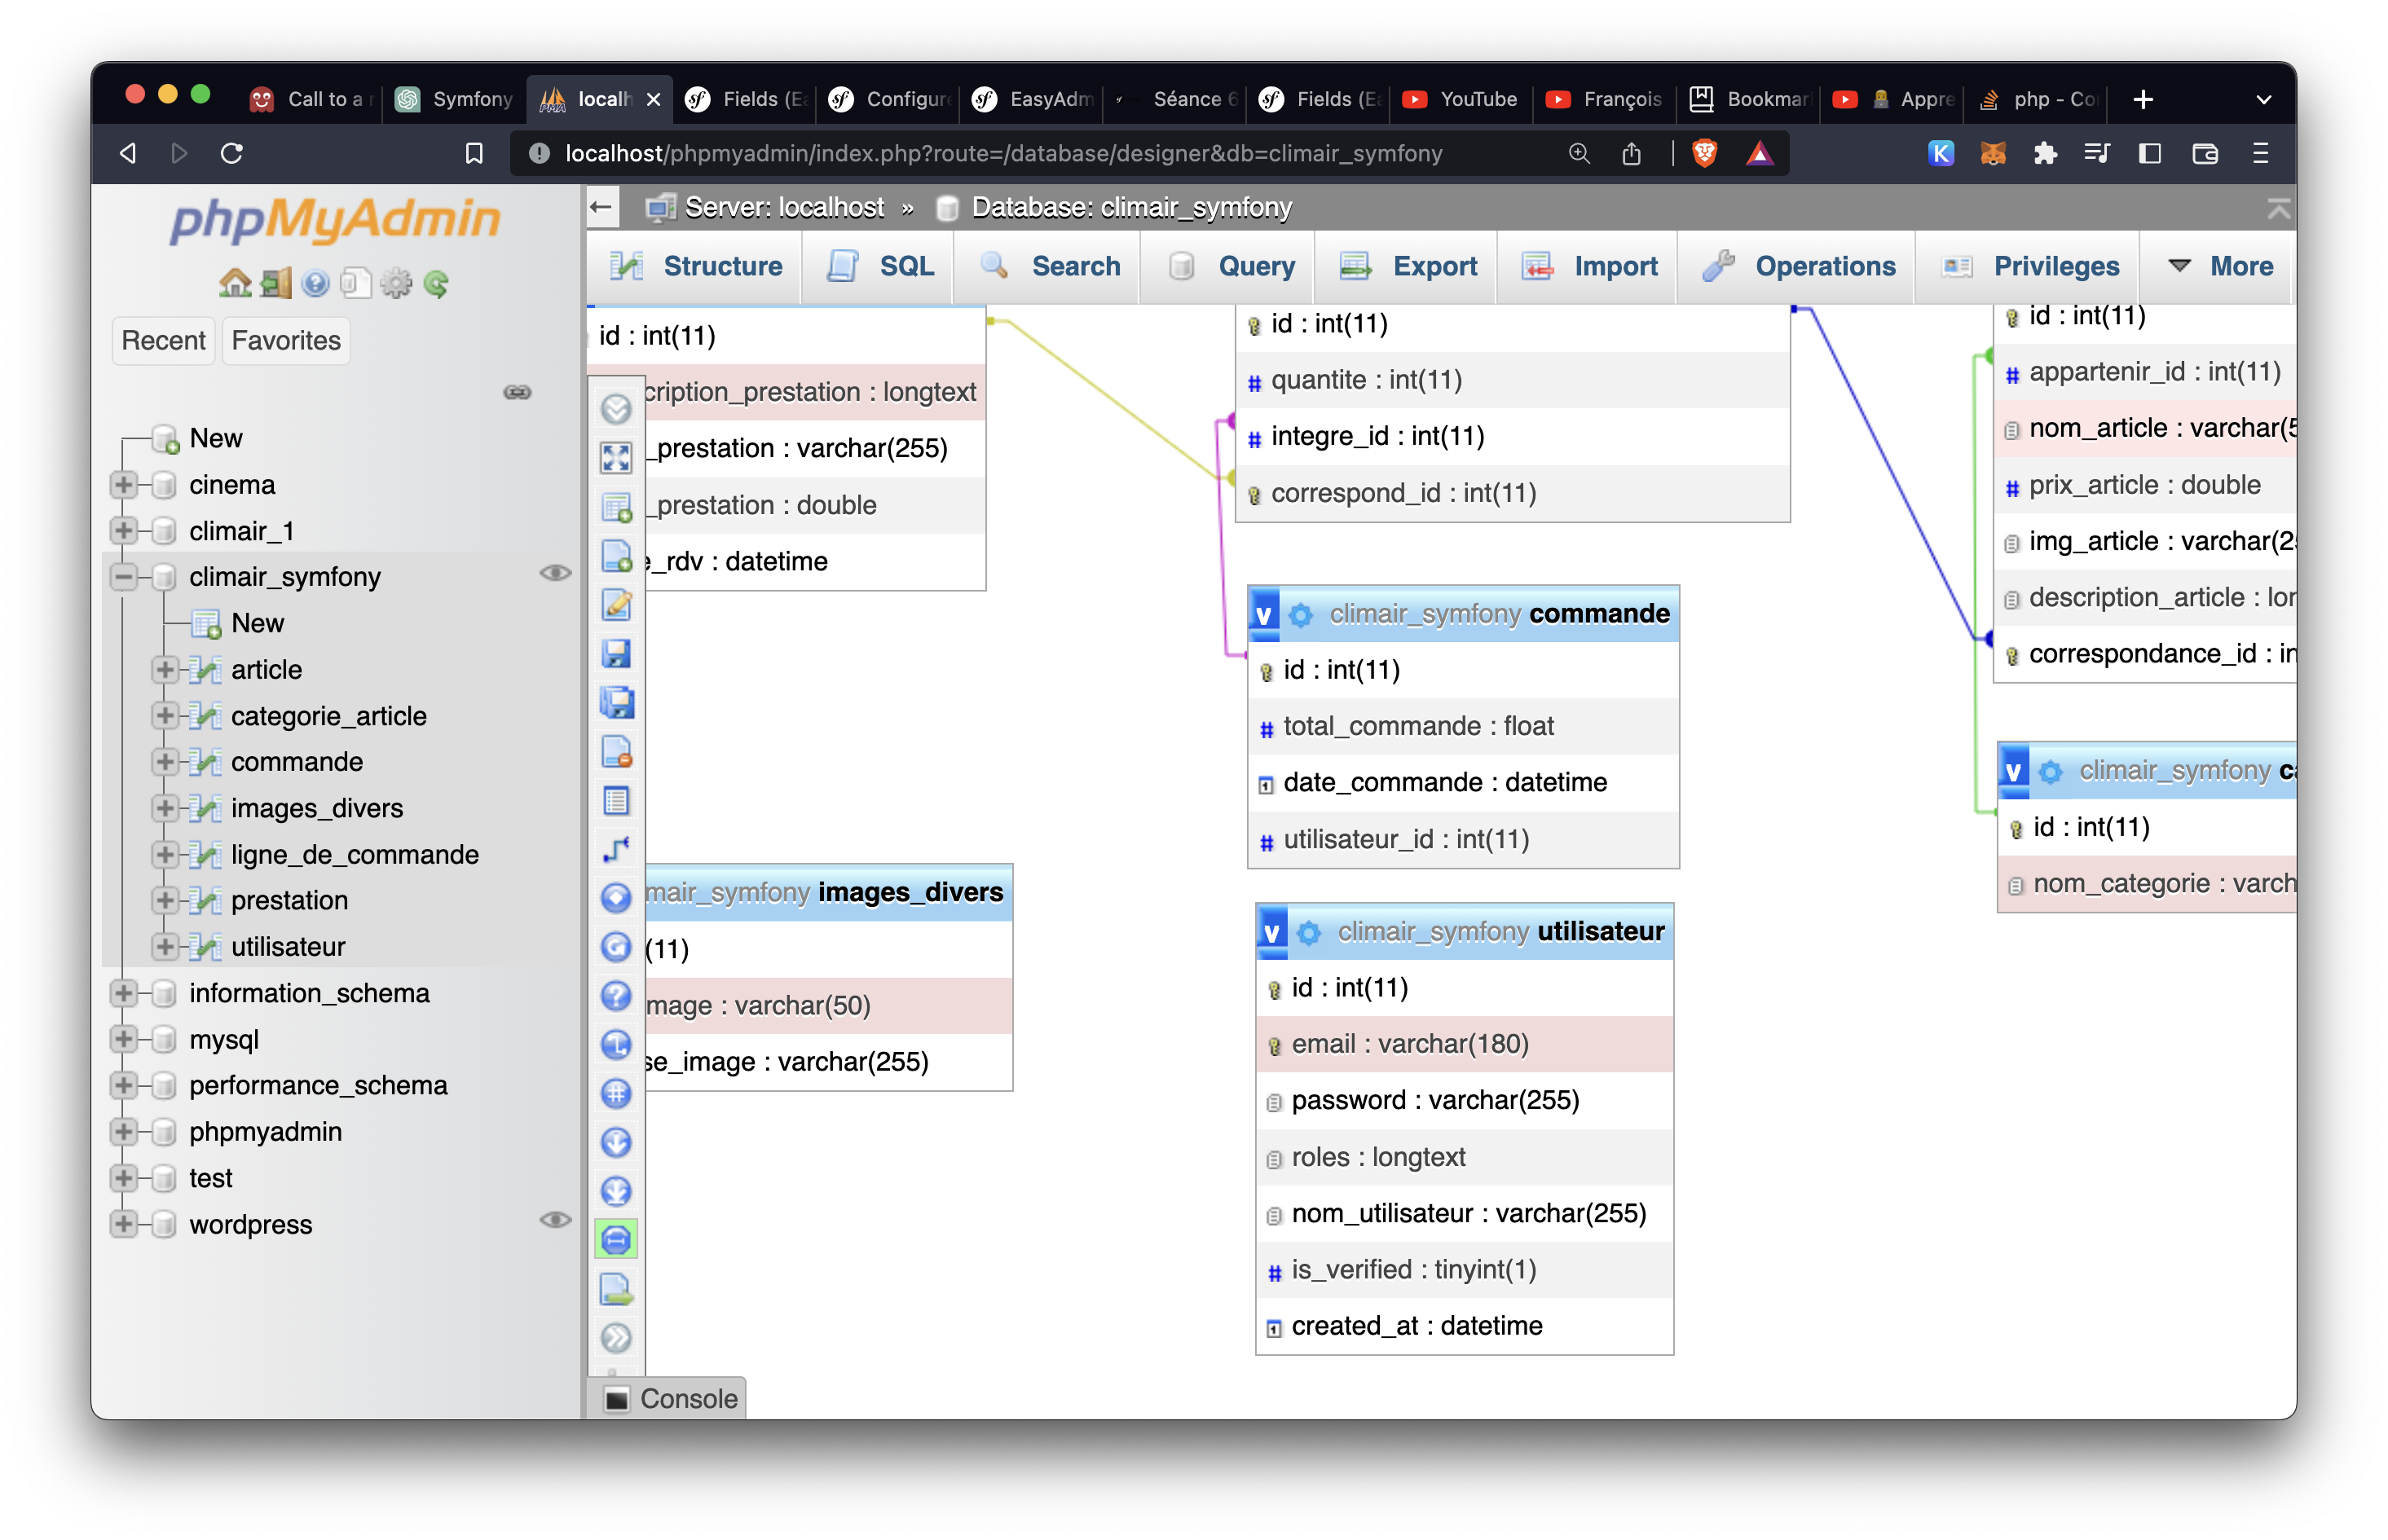 Call to a
Symfony
localh
Fields (Ea
Configure
EasyAdm
Séance 6
Fields (Ea
YouTube
François
Bookmar
Appre
php - Co
localhost/phpmyadmin/index.php?route=/database/designer&db=climair_symfony
phpMyAdmin
Recent
Favorites
New
cinema
climair_1
climair_symfony
New
article
categorie_article
commande
images_divers
ligne_de_commande
prestation
utilisateur
information_schema
mysql
performance_schema
phpmyadmin
test
wordpress
Server: localhost » Database: climair_symfony
Structure
SQL
Search
Query
Export
Import
Operations
Privileges
More
id : int(11)
cription_prestation : longtext
_prestation : varchar(255)
_prestation : double
e_rdv : datetime
mair_symfony images_divers
(11)
mage : varchar(50)
se_image : varchar(255)
id : int(11)
# quantite : int(11)
# integre_id : int(11)
correspond_id : int(11)
v climair_symfony commande
id : int(11)
# total_commande : float
date_commande : datetime
# utilisateur_id : int(11)
v climair_symfony utilisateur
id : int(11)
email : varchar(180)
password : varchar(255)
roles : longtext
nom_utilisateur : varchar(255)
# is_verified : tinyint(1)
created_at : datetime
id : int(11)
# appartenir_id : int(11)
nom_article : varchar(5
# prix_article : double
img_article : varchar(2
description_article : lon
correspondance_id : in
v climair_symfony ca
id : int(11)
nom_categorie : varch
Console